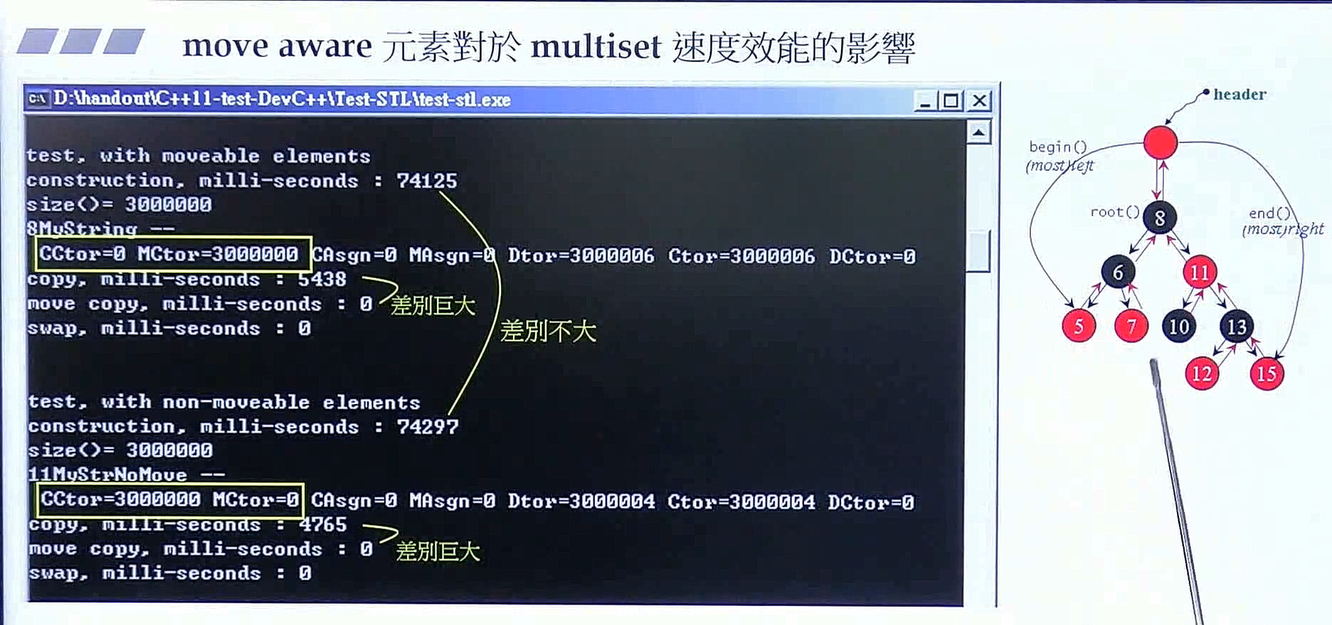 move aware 元素對於 multiset 速度效能的影響
D:\handout\C++11-test-DevC++\Test-STL\test-stl.exe
test, with moveable elements
construction, milli-seconds : 74125
size()= 3000000
8MyString --
CCtor=0 MCtor=3000000 CAsgn=0 MAsgn=0 Dtor=3000006 Ctor=3000006 DCtor=0
copy, milli-seconds : 5438
move copy, milli-seconds : 0 差別巨大
swap, milli-seconds : 0
差別不大
test, with non-moveable elements
construction, milli-seconds : 74297
size()= 3000000
11MyStrNoMove --
CCtor=3000000 MCtor=0 CAsgn=0 MAsgn=0 Dtor=3000004 Ctor=3000004 DCtor=0
copy, milli-seconds : 4765
move copy, milli-seconds : 0 差別巨大
swap, milli-seconds : 0
header
begin()
(most)left
root()
end()
(most)right
8
6 11
5 7 10 13
12 15